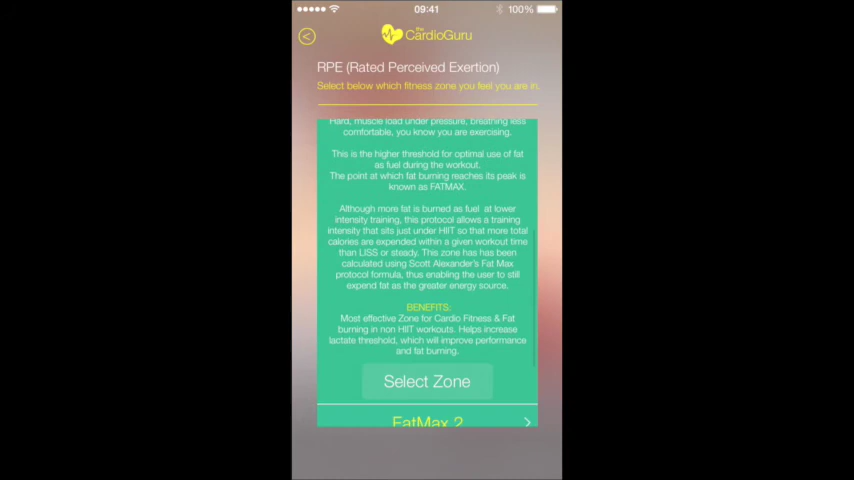 09:41
100%
<
the
CardioGuru
RPE (Rated Perceived Exertion)
Select below which fitness zone you feel you are in.
Hard, muscle load under pressure, breathing less
comfortable, you know you are exercising.
This is the higher threshold for optimal use of fat
as fuel during the workout.
The point at which fat burning reaches its peak is
known as FATMAX.
Although more fat is burned as fuel at lower
intensity training, this protocol allows a training
intensity that sits just under HIIT so that more total
calories are expended within a given workout time
than LISS or steady. This zone has has been
calculated using Scott Alexander's Fat Max
protocol formula, thus enabling the user to still
expend fat as the greater energy source.
BENEFITS:
Most effective Zone for Cardio Fitness & Fat
burning in non HIIT workouts. Helps increase
lactate threshold, which will improve performance
and fat burning.
Select Zone
FatMax 2